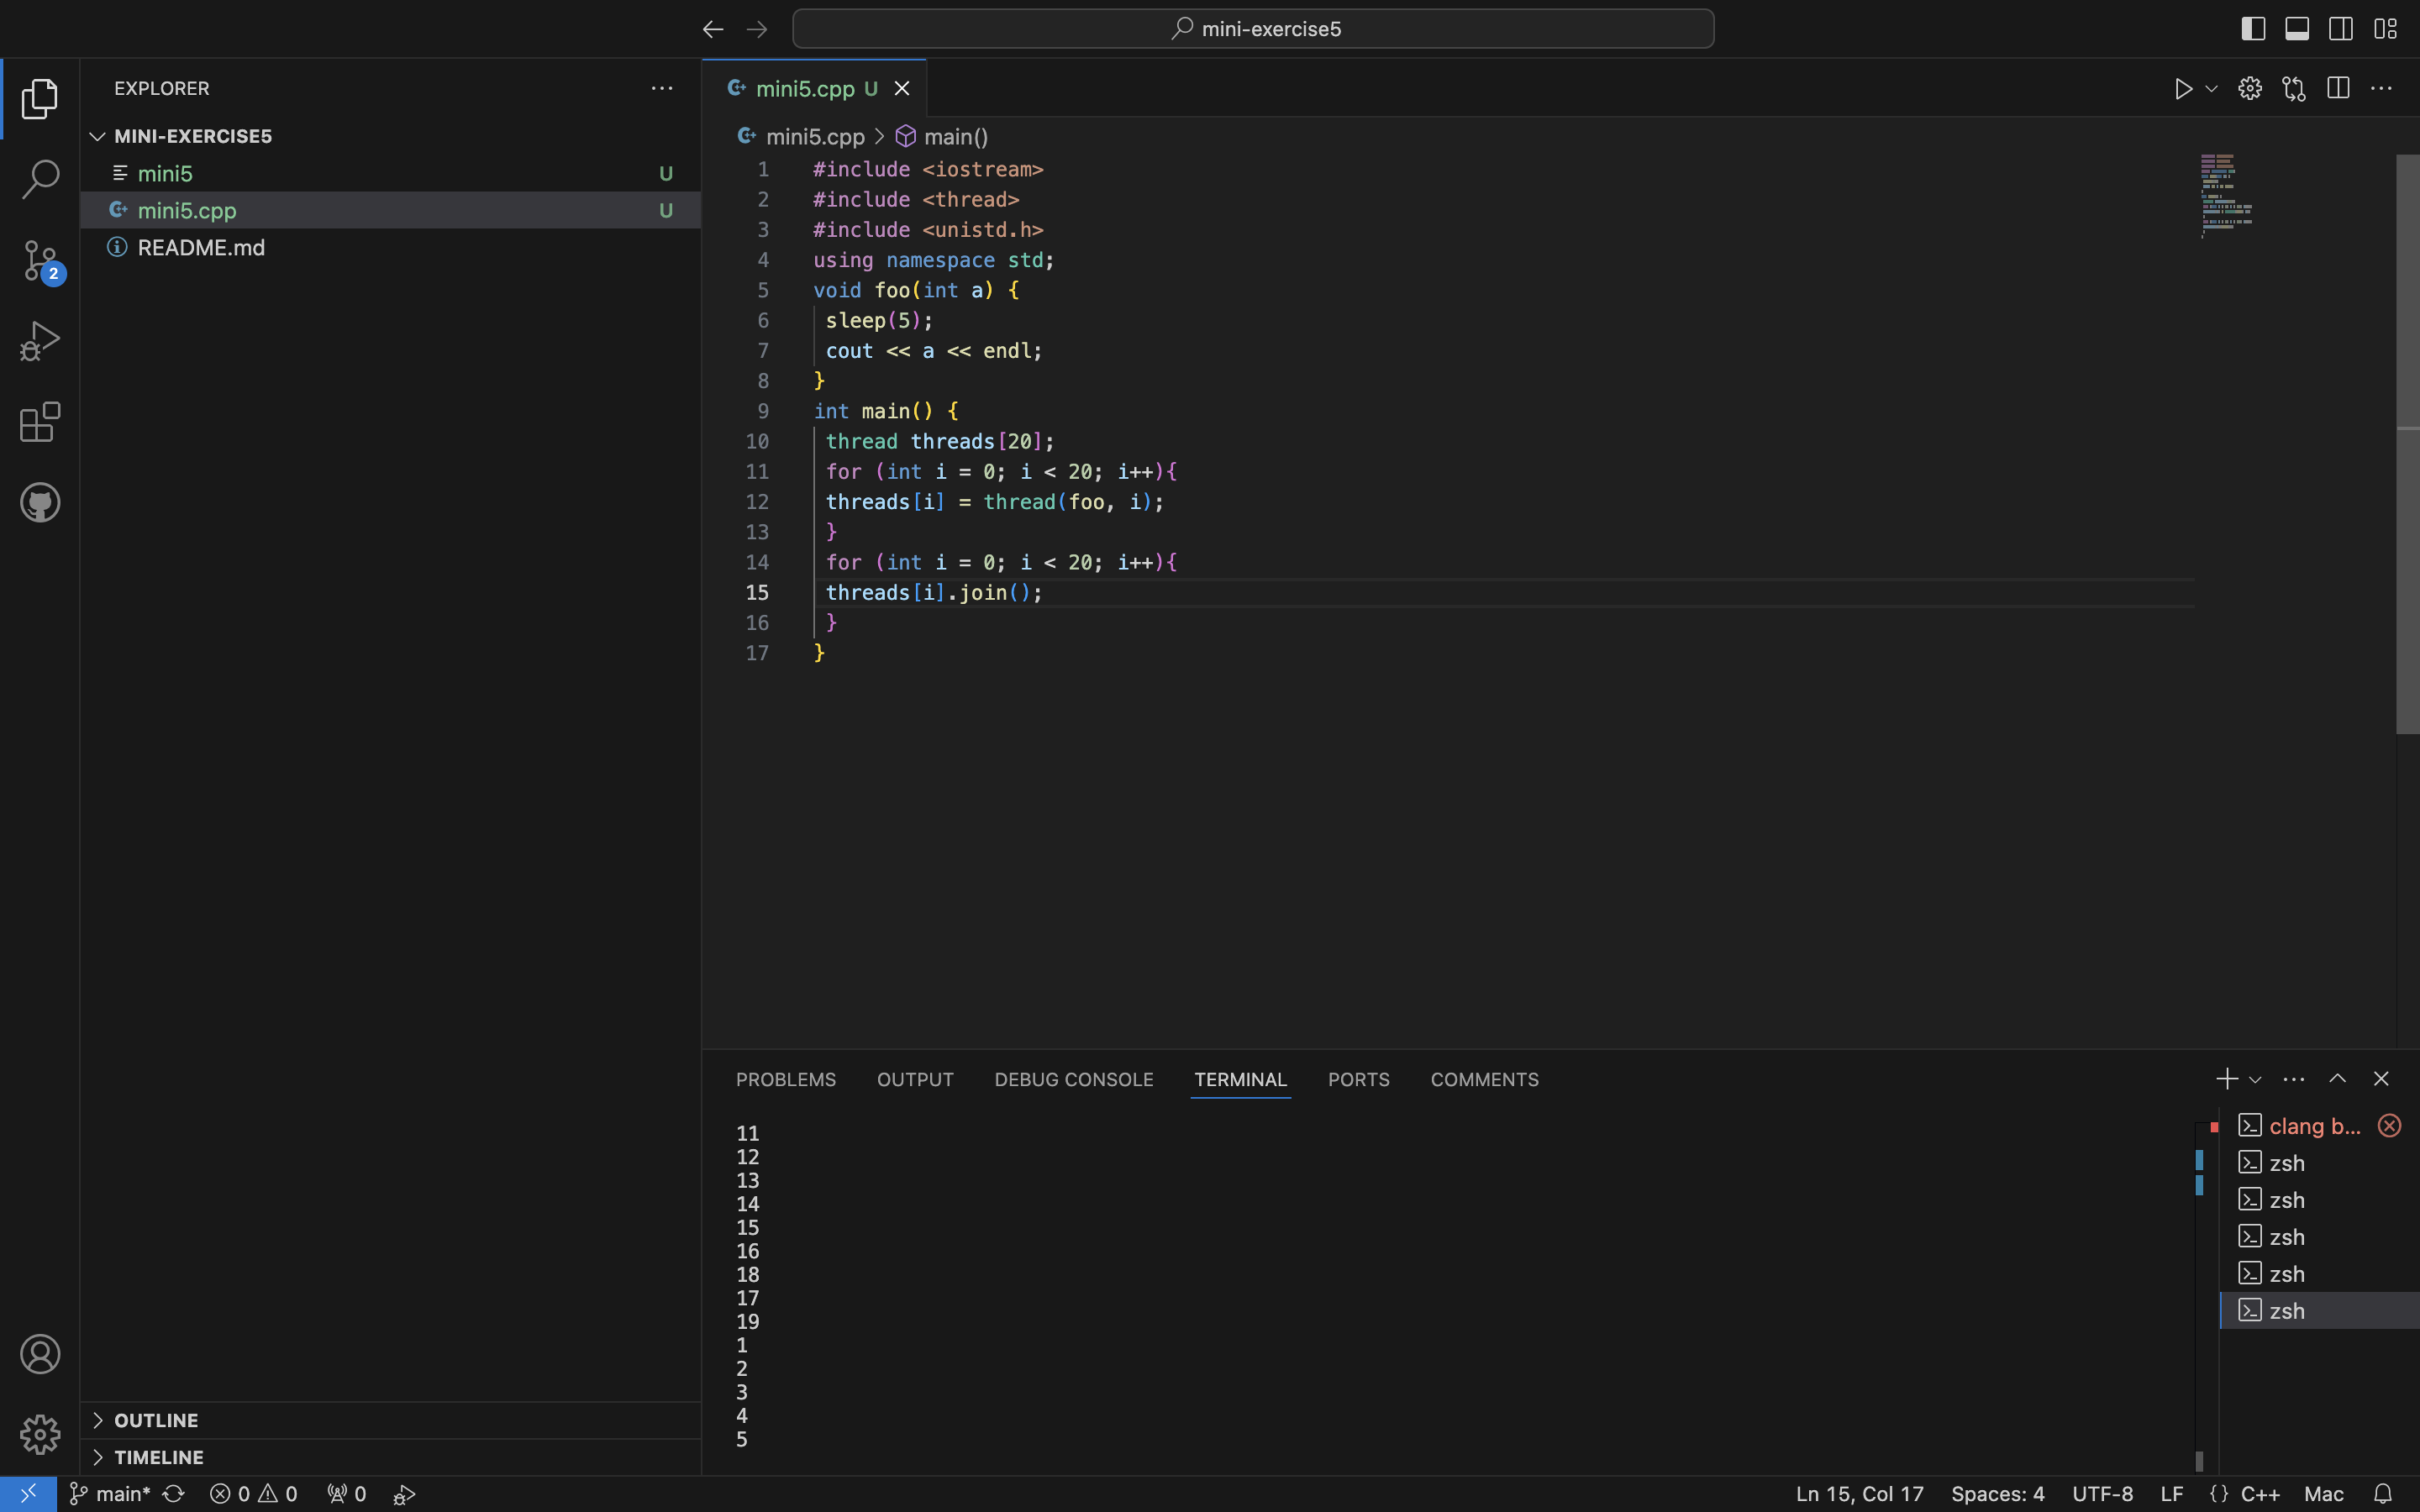 mini-exercise5
EXPLORER
MINI-EXERCISE5
mini5 U
mini5.cpp U
README.md
2
OUTLINE
TIMELINE
mini5.cpp U
mini5.cpp > main()
1 #include <iostream>
2 #include <thread>
3 #include <unistd.h>
4 using namespace std;
5 void foo(int a) {
6 sleep(5);
7 cout << a << endl;
8 }
9 int main() {
10 thread threads[20];
11 for (int i = 0; i < 20; i++){
12 threads[i] = thread(foo, i);
13 }
14 for (int i = 0; i < 20; i++){
15 threads[i].join();
16 }
17 }
PROBLEMS OUTPUT DEBUG CONSOLE TERMINAL PORTS COMMENTS
11
12
13
14
15
16
18
17
19
1
2
3
4
5
clang b...
zsh
zsh
zsh
zsh
zsh
main* 0 0 0 Ln 15, Col 17 Spaces: 4 UTF-8 LF {} C++ Mac